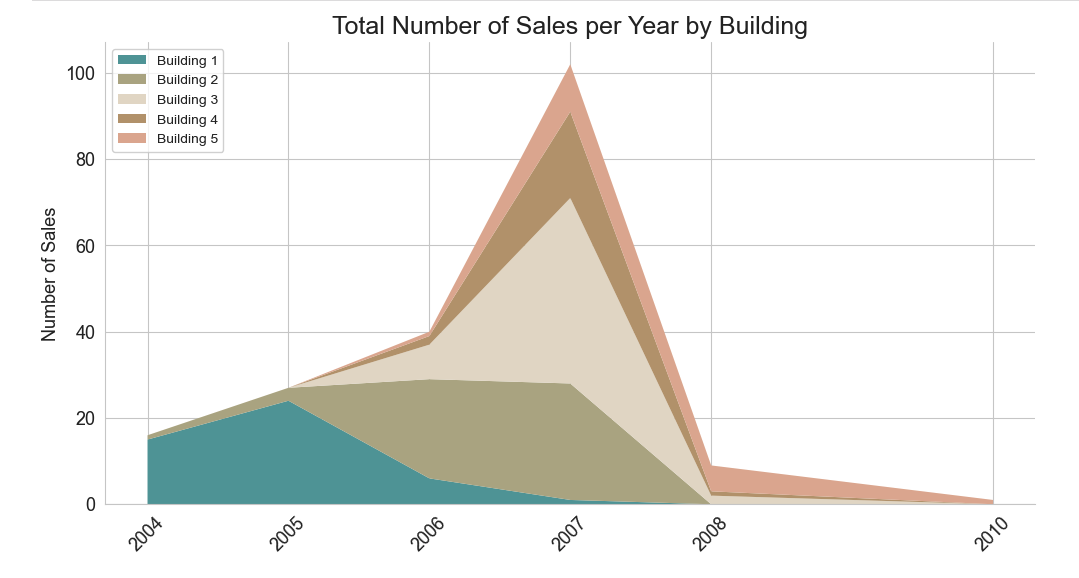 Total Number of Sales per Year by Building
Building 1
Building 2
Building 3
Building 4
Building 5
Number of Sales
100
80
60
40
20
0
2004
2005
2006
2007
2008
2010